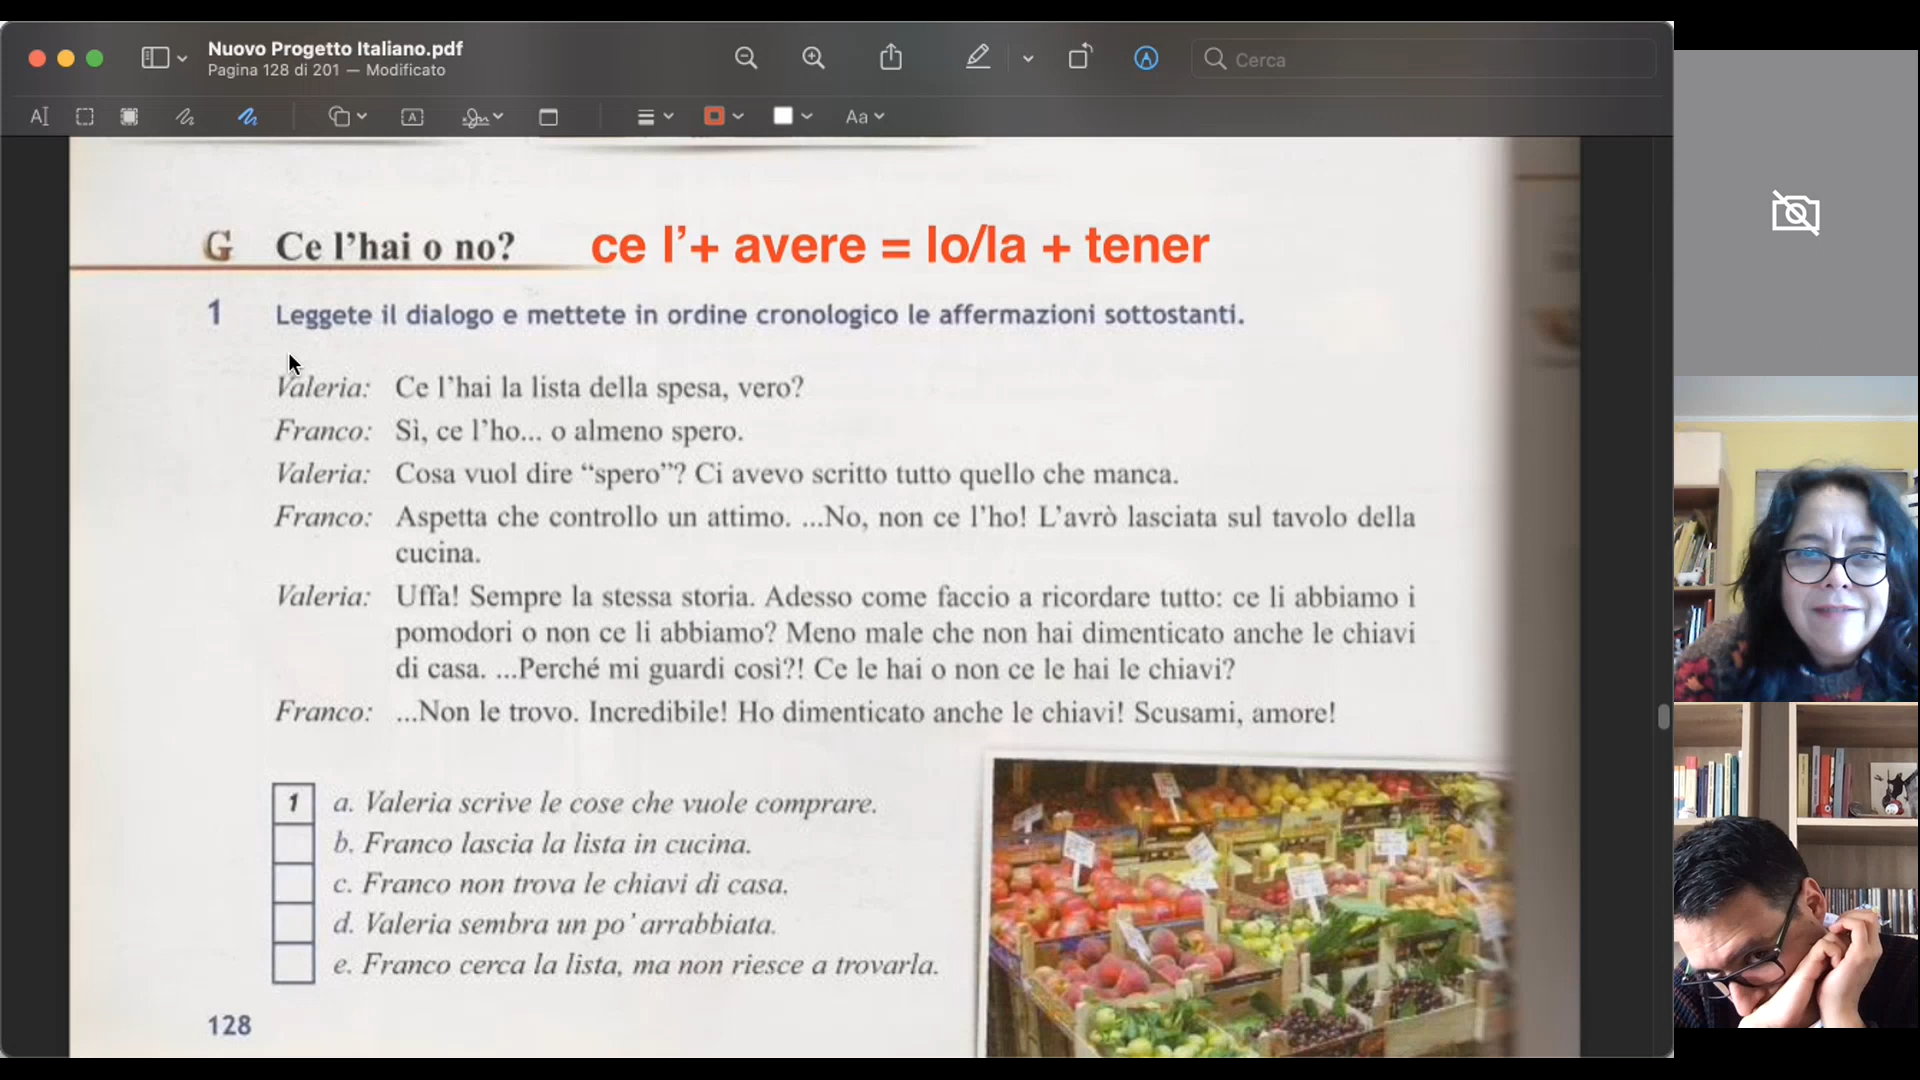 Nuovo Progetto Italiano.pdf
Pagina 128 di 201 — Modificato
Cerca
Aa
G Ce l'hai o no?
ce l'+ avere = lo/la + tener
1 Leggete il dialogo e mettete in ordine cronologico le affermazioni sottostanti.
Valeria: Ce l'hai la lista della spesa, vero?
Franco: Sì, ce l'ho... o almeno spero.
Valeria: Cosa vuol dire “spero”? Ci avevo scritto tutto quello che manca.
Franco: Aspetta che controllo un attimo. ...No, non ce l'ho! L'avrò lasciata sul tavolo della
cucina.
Valeria: Uffa! Sempre la stessa storia. Adesso come faccio a ricordare tutto: ce li abbiamo i
pomodori o non ce li abbiamo? Meno male che non hai dimenticato anche le chiavi
di casa. ...Perché mi guardi così?! Ce le hai o non ce le hai le chiavi?
Franco: ...Non le trovo. Incredibile! Ho dimenticato anche le chiavi! Scusami, amore!
1 a. Valeria scrive le cose che vuole comprare.
b. Franco lascia la lista in cucina.
c. Franco non trova le chiavi di casa.
d. Valeria sembra un po' arrabbiata.
e. Franco cerca la lista, ma non riesce a trovarla.
128